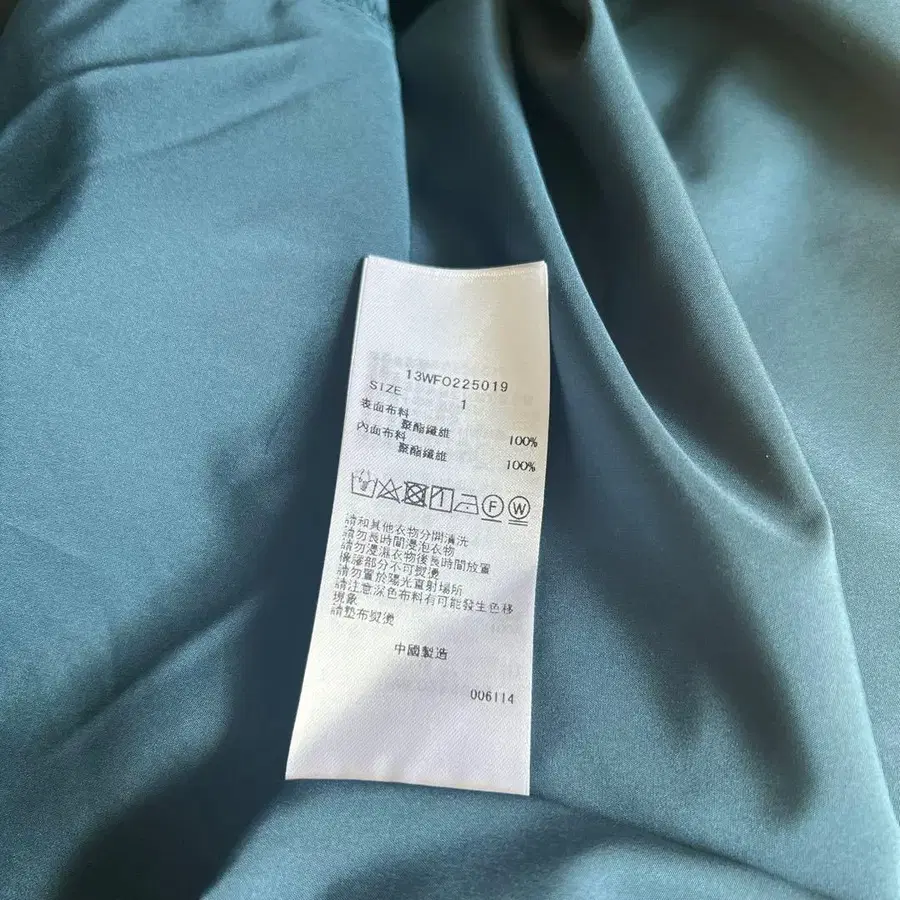 13WFO225019
SIZE 1
表面布料
聚酯纖維 100%
內面布料
聚酯纖維 100%
F W
請和其他衣物分開清洗
請勿長時間浸泡衣物
請勿浸濕衣物後長時間放置
橡膠部分不可熨燙
請勿置於陽光直射場所
請注意深色布料有可能發生色移
現象
請墊布熨燙
中國製造
006114